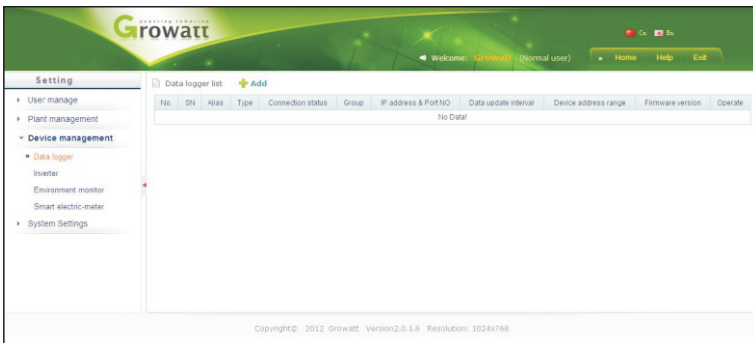 powering tomorrow
Growatt
Cn En
Welcome: Growatt (Normal user) » Home Help Exit
Setting
User manage
Plant management
Device management
Data logger
Inverter
Environment monitor
Smart electric-meter
System Settings
Data logger list Add
No. SN Alias Type Connection status Group IP address & Port NO Data update interval Device address range Firmware version Operate
No Data!
Copyright© 2012 Growatt Version2.0.1.6 Resolution: 1024x768